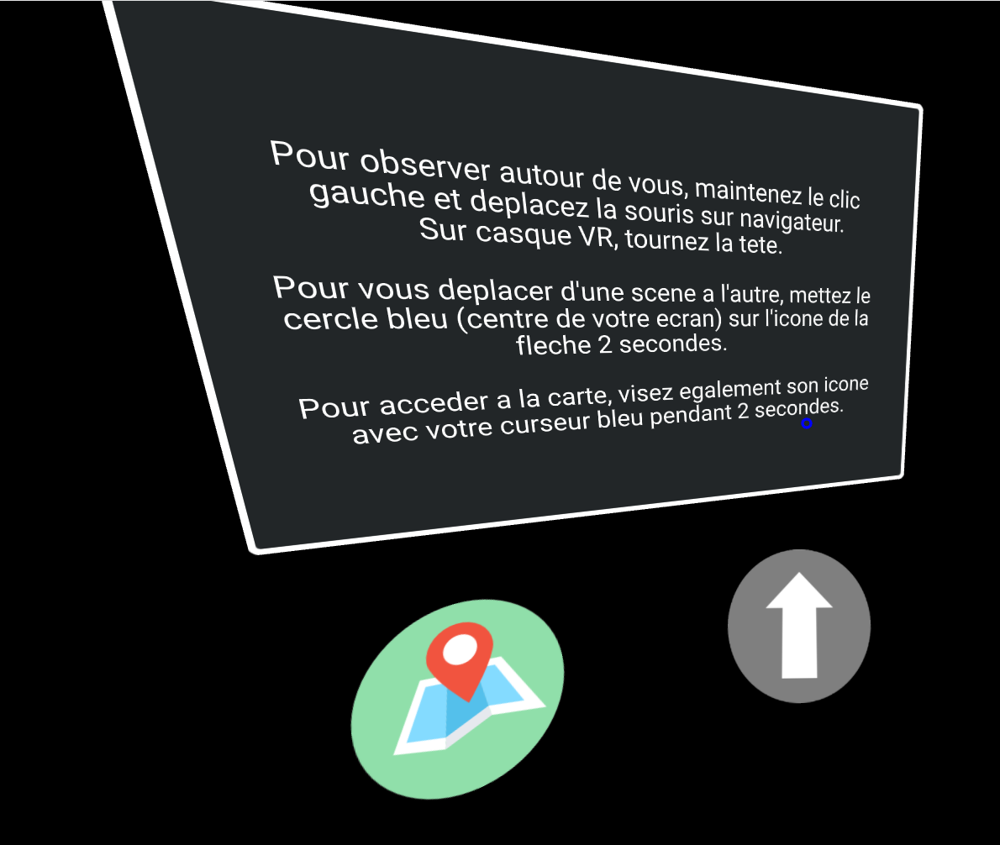 Pour observer autour de vous, maintenez le clic
gauche et deplacez la souris sur navigateur.
Sur casque VR, tournez la tete.
Pour vous deplacer d'une scene a l'autre, mettez le
cercle bleu (centre de votre ecran) sur l'icone de la
fleche 2 secondes.
Pour acceder a la carte, visez egalement son icone
avec votre curseur bleu pendant 2 secondes.